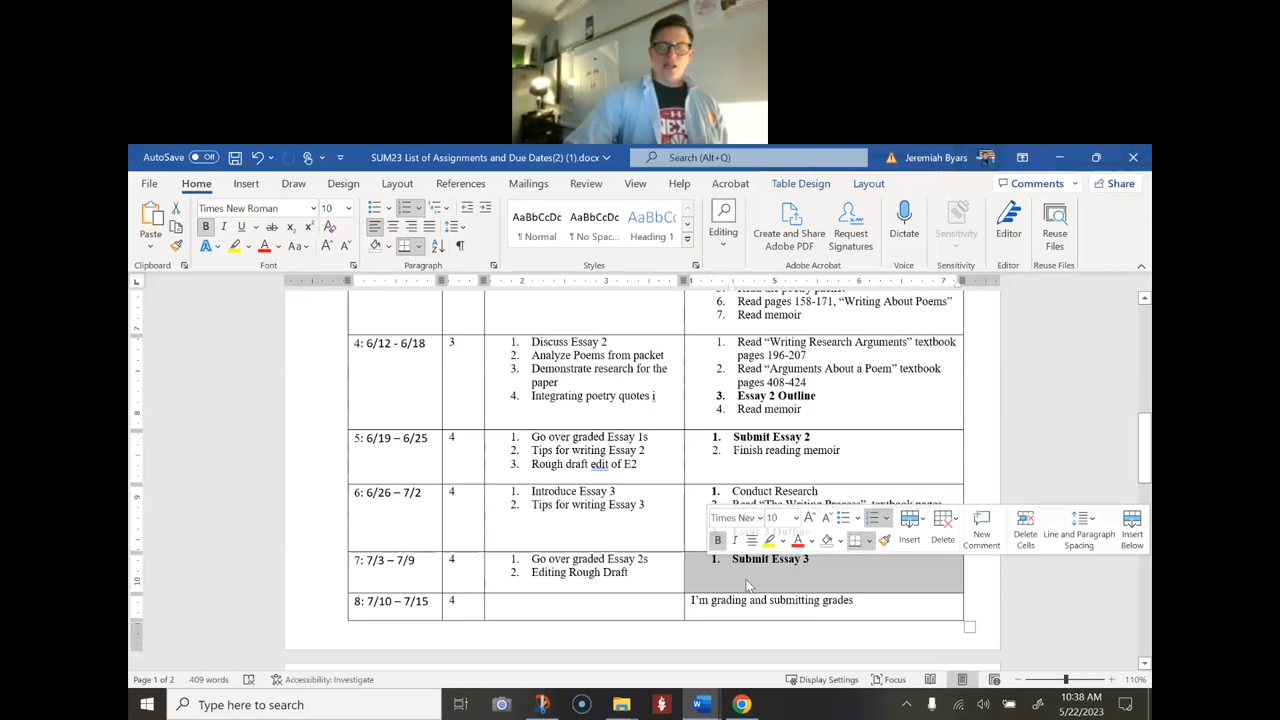 AutoSave Off SUM23 List of Assignments and Due Dates(2) (1).docx Search (Alt+Q) Jeremiah Byars
File Home Insert Draw Design Layout References Mailings Review View Help Acrobat Table Design Layout Comments Share
Times New Roman 10
AaBbCcDc AaBbCcDc AaBbCc
Paste
¶ Normal ¶ No Spac... Heading 1
Editing
Create and Share Adobe PDF
Request Signatures
Dictate
Sensitivity
Editor
Reuse Files
Clipboard Font Paragraph Styles Adobe Acrobat Voice Sensitivity Editor Reuse Files
6. Read pages 158-171, “Writing About Poems”
7. Read memoir
4: 6/12 - 6/18
3
1. Discuss Essay 2
2. Analyze Poems from packet
3. Demonstrate research for the
paper
4. Integrating poetry quotes i
1. Read “Writing Research Arguments” textbook
pages 196-207
2. Read “Arguments About a Poem” textbook
pages 408-424
3. Essay 2 Outline
4. Read memoir
5: 6/19 – 6/25
4
1. Go over graded Essay 1s
2. Tips for writing Essay 2
3. Rough draft edit of E2
1. Submit Essay 2
2. Finish reading memoir
6: 6/26 – 7/2
4
1. Introduce Essay 3
2. Tips for writing Essay 3
1. Conduct Research
Times New 10
Insert Delete New Comment Delete Cells Line and Paragraph Spacing Insert Below
7: 7/3 – 7/9
4
1. Go over graded Essay 2s
2. Editing Rough Draft
1. Submit Essay 3
8: 7/10 – 7/15
4
I’m grading and submitting grades
Page 1 of 2 409 words Accessibility: Investigate Display Settings Focus 110%
Type here to search
10:38 AM
5/22/2023